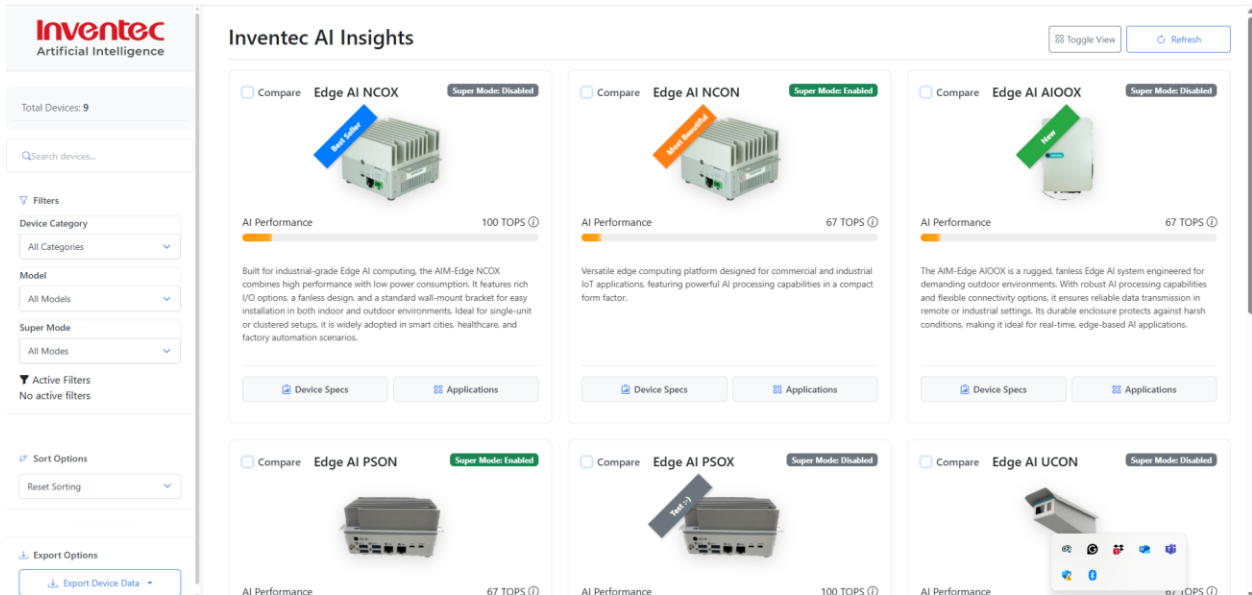 Inventec
Artificial Intelligence
Total Devices: 9
Search devices...
Filters
Device Category
All Categories
Model
All Models
Super Mode
All Modes
Active Filters
No active filters
Sort Options
Reset Sorting
Export Options
Export Device Data
Inventec AI Insights
Toggle View
Refresh
Compare Edge AI NCOX Super Mode: Disabled
Best Seller
AI Performance 100 TOPS
Built for industrial-grade Edge AI computing, the AIM-Edge NCOX
combines high performance with low power consumption. It features rich
I/O options, a fanless design, and a standard wall-mount bracket for easy
installation in both indoor and outdoor environments. Ideal for single-unit
or clustered setups, it is widely adopted in smart cities, healthcare, and
factory automation scenarios.
Device Specs
Applications
Compare Edge AI NCON Super Mode: Enabled
Most Beautiful
AI Performance 67 TOPS
Versatile edge computing platform designed for commercial and industrial
IoT applications, featuring powerful AI processing capabilities in a compact
form factor.
Device Specs
Applications
Compare Edge AI AIOOX Super Mode: Disabled
New
AI Performance 67 TOPS
The AIM-Edge AIOOX is a rugged, fanless Edge AI system engineered for
demanding outdoor environments. With robust AI processing capabilities
and flexible connectivity options, it ensures reliable data transmission in
remote or industrial settings. Its durable enclosure protects against harsh
conditions, making it ideal for real-time, edge-based AI applications.
Device Specs
Applications
Compare Edge AI PSON Super Mode: Enabled
AI Performance 67 TOPS
Compare Edge AI PSOX Super Mode: Disabled
Test :-)
AI Performance 100 TOPS
Compare Edge AI UCON Super Mode: Disabled
AI Performance 67 TOPS